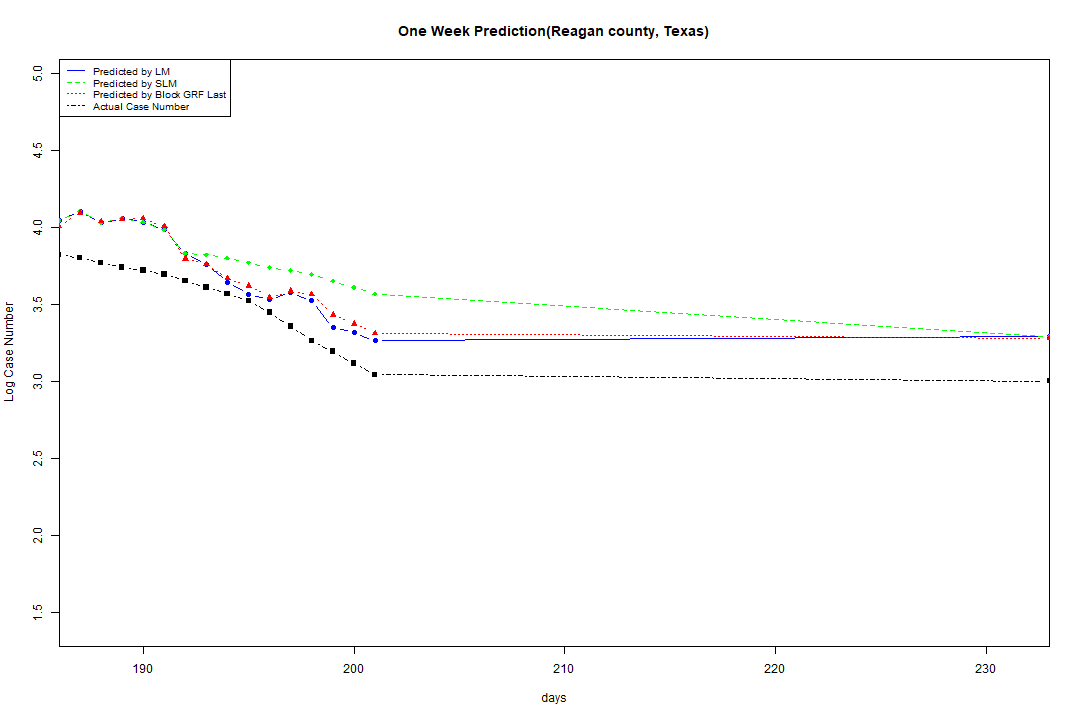 One Week Prediction(Reagan county, Texas)
Predicted by LM
Predicted by SLM
Predicted by Block GRF Last
Actual Case Number
5.0
4.5
4.0
3.5
3.0
2.5
2.0
1.5
Log Case Number
190 200 210 220 230
days